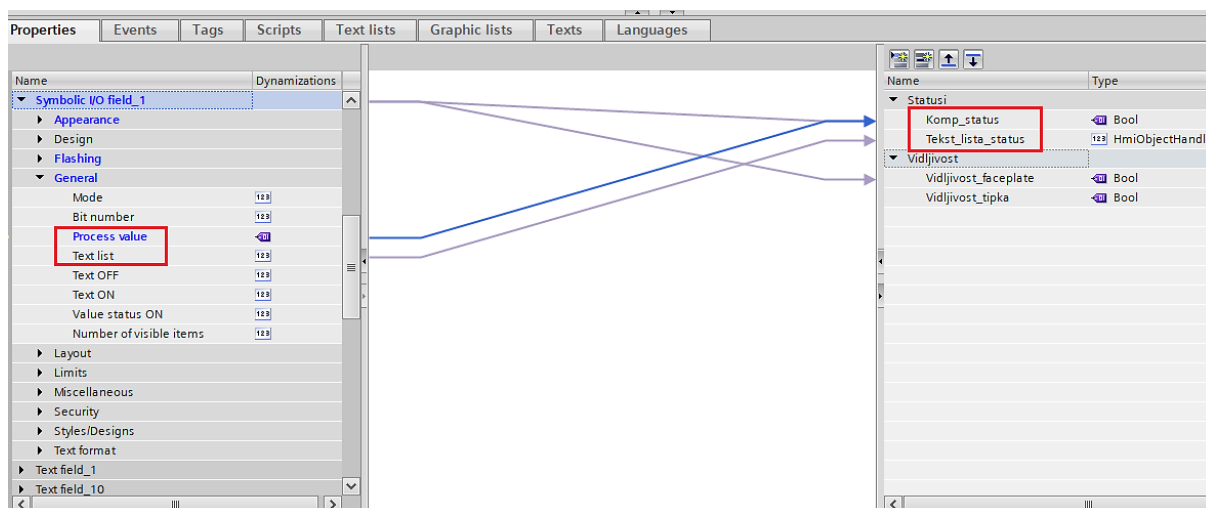 Properties Events Tags Scripts Text lists Graphic lists Texts Languages
Name Dynamizations Name Type
Symbolic I/O field_1 Statusi
Appearance Komp_status Bool
Design Tekst_lista_status HmiObjectHandl
Flashing Vidljivost
General Vidljivost_faceplate Bool
Mode Vidljivost_tipka Bool
Bit number
Process value
Text list
Text OFF
Text ON
Value status ON
Number of visible items
Layout
Limits
Miscellaneous
Security
Styles/Designs
Text format
Text field_1
Text field_10